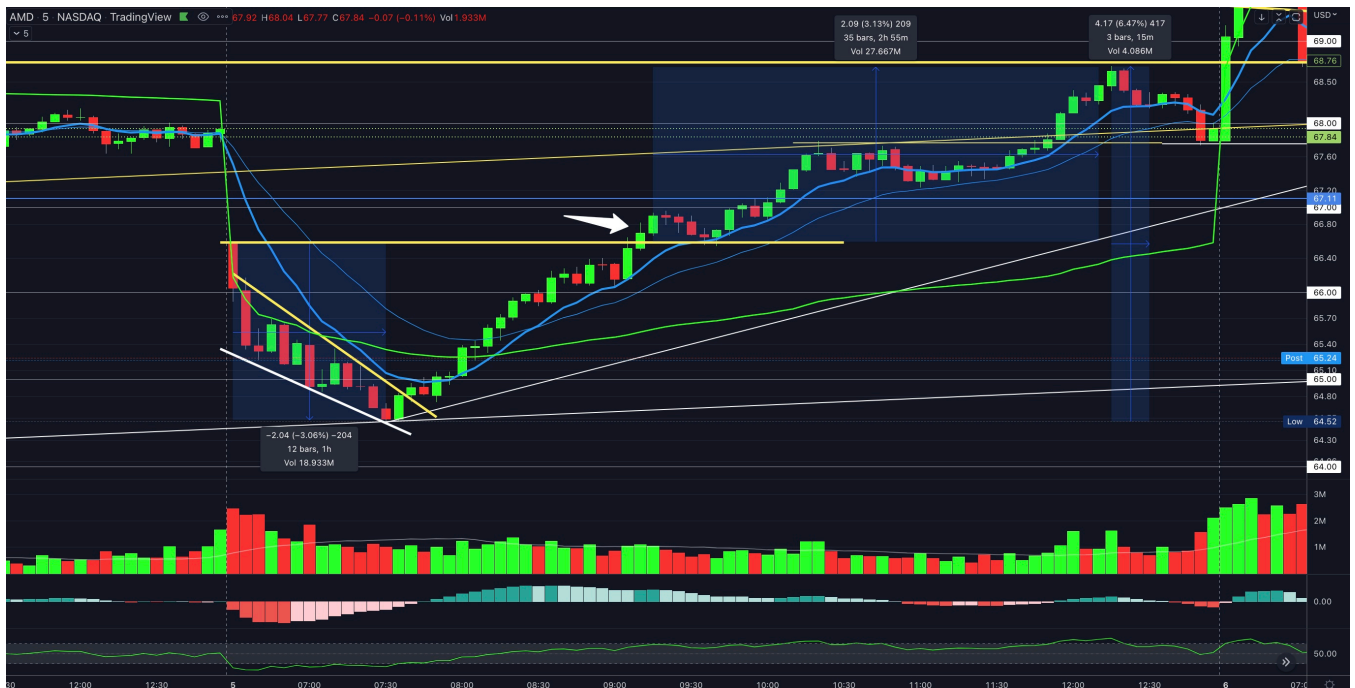 AMD 5 NASDAQ TradingView 67.92 H68.04 L67.77 C67.84 −0.07 (−0.11%) Vol1.933M
5
USD
2.09 (3.13%) 209
35 bars, 2h 55m
Vol 27.667M
4.17 (6.47%) 417
3 bars, 15m
Vol 4.086M
69.00
68.76
68.50
68.00
67.84
67.60
67.20
67.11
67.00
66.80
66.40
66.00
65.70
65.40
Post 65.24
65.10
65.00
64.80
Low 64.52
64.30
64.00
−2.04 (−3.06%) −204
12 bars, 1h
Vol 18.933M
3M
2M
1M
0.00
50.00
:30 12:00 12:30 5 07:00 07:30 08:00 08:30 09:00 09:30 10:00 10:30 11:00 11:30 12:00 12:30 6 07:0